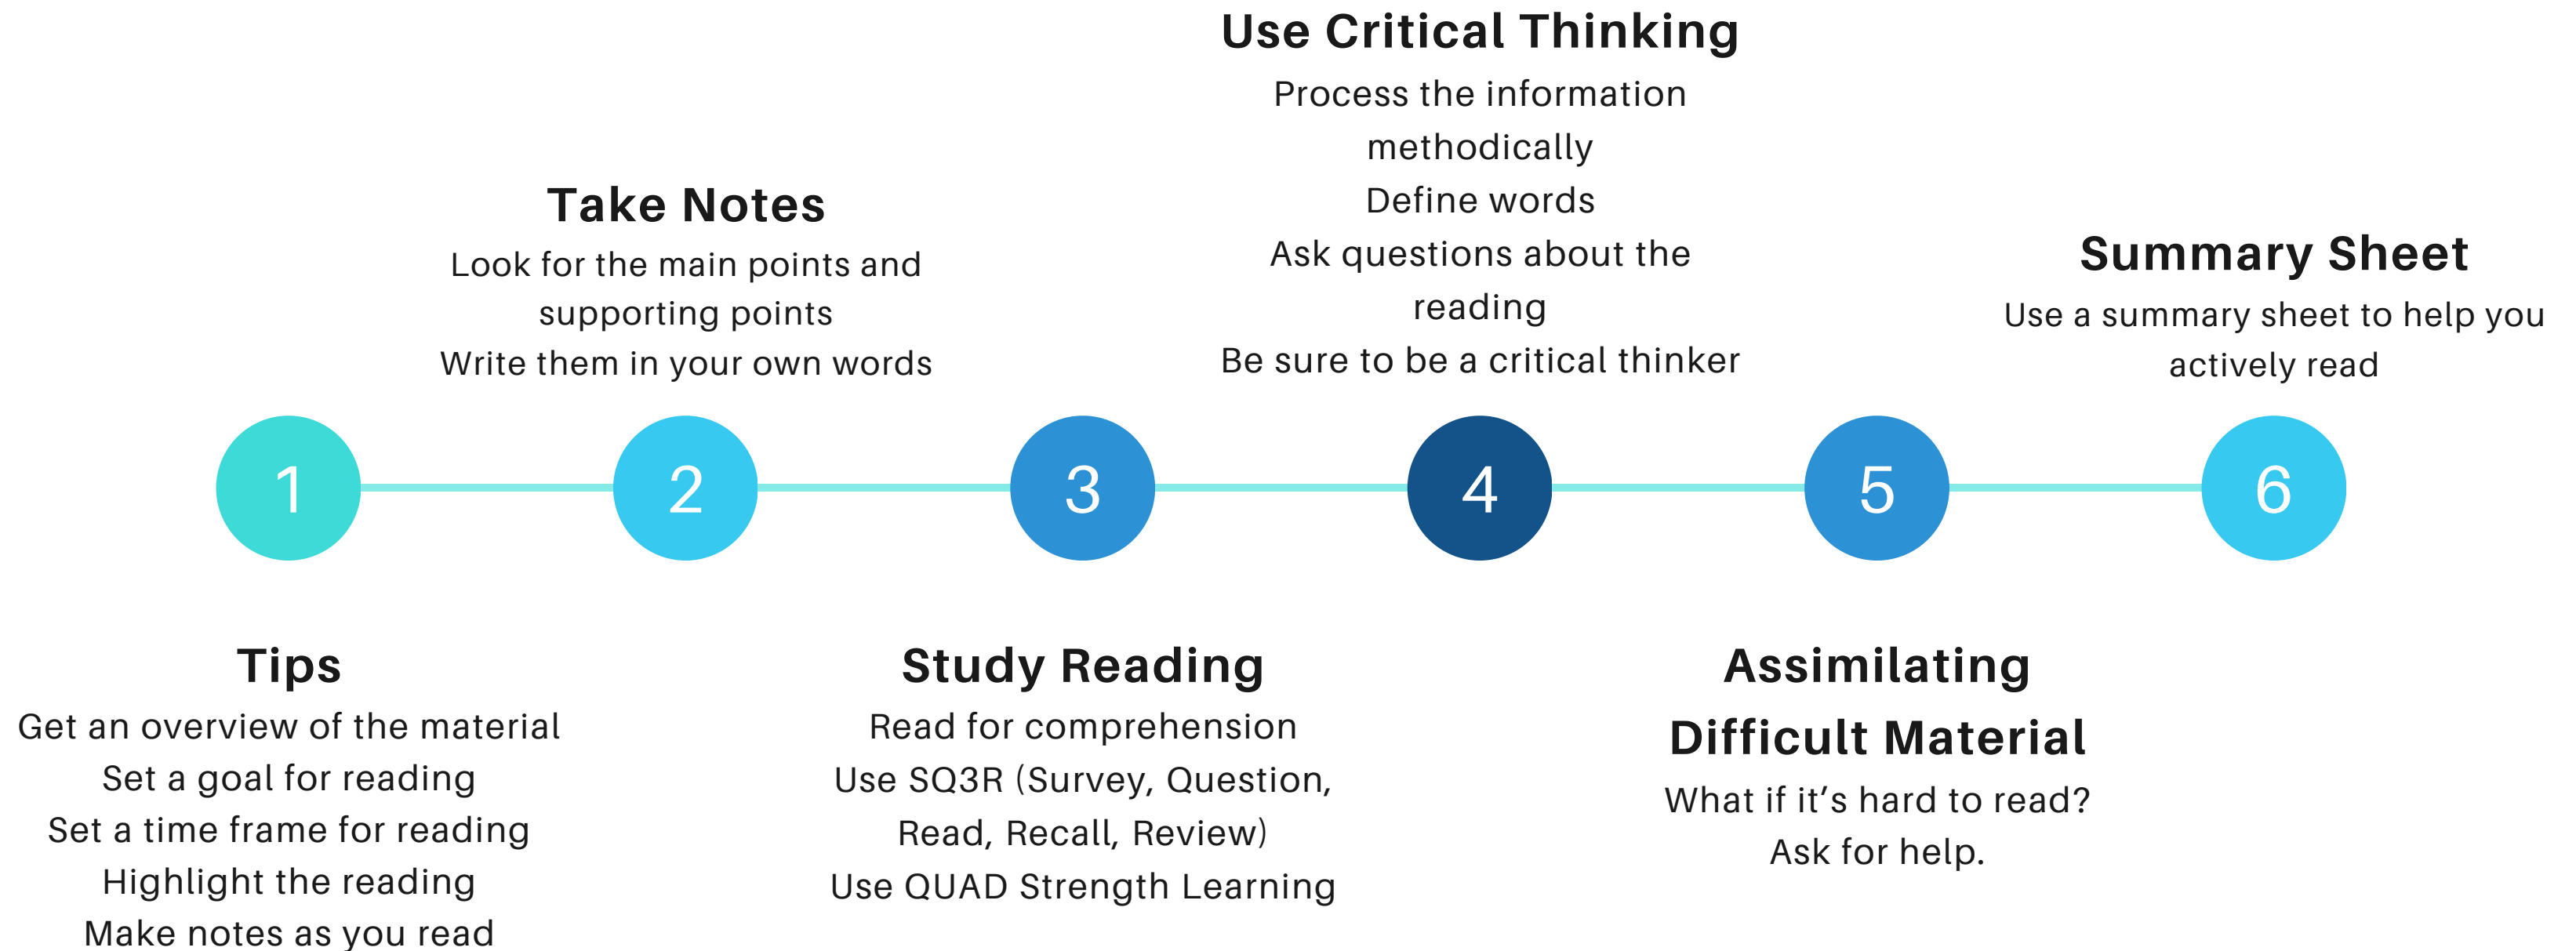 Tips
Get an overview of the material
Set a goal for reading
Set a time frame for reading
Highlight the reading
Make notes as you read
1
Take Notes
Look for the main points and
supporting points
Write them in your own words
2
Study Reading
Read for comprehension
Use SQ3R (Survey, Question,
Read, Recall, Review)
Use QUAD Strength Learning
3
Use Critical Thinking
Process the information
methodically
Define words
Ask questions about the
reading
Be sure to be a critical thinker
4
Assimilating
Difficult Material
What if it’s hard to read?
Ask for help.
5
Summary Sheet
Use a summary sheet to help you
actively read
6